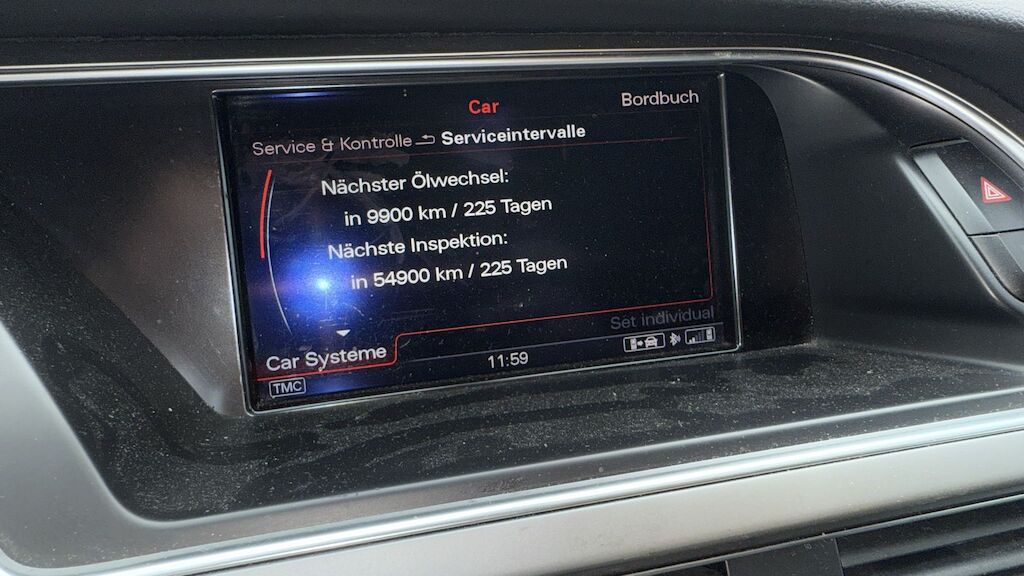 Car
Bordbuch
Service & Kontrolle Serviceintervalle
Nächster Ölwechsel:
in 9900 km / 225 Tagen
Nächste Inspektion:
in 54900 km / 225 Tagen
Set individual
Car Systeme
11:59
TMC